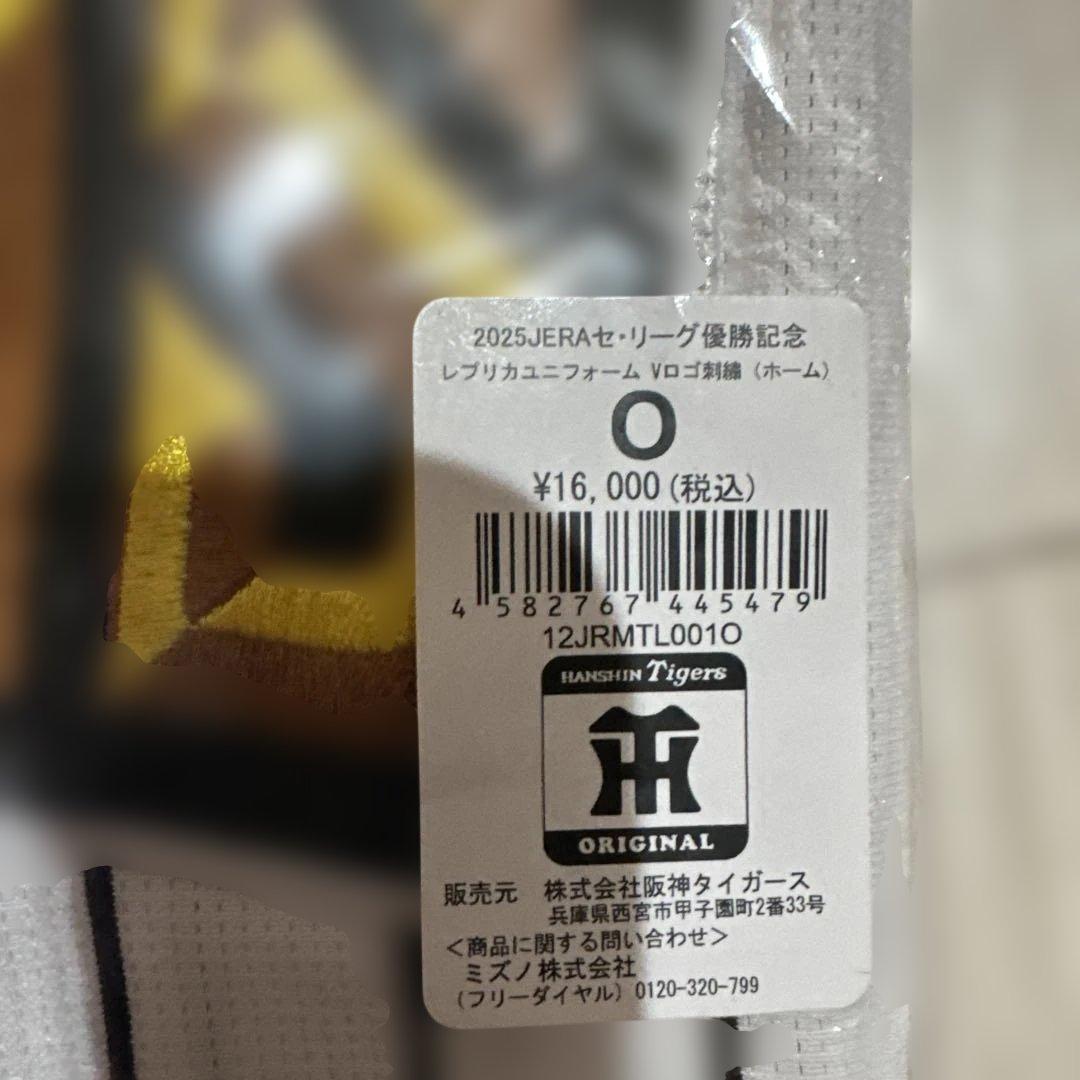 2025JERAセ・リーグ優勝記念
レプリカユニフォーム Vロゴ刺繍（ホーム）
O
¥16,000(税込)
4 582767 445479
12JRMTL001O
HANSHIN Tigers
ORIGINAL
販売元 株式会社阪神タイガース
兵庫県西宮市甲子園町2番33号
＜商品に関する問い合わせ＞
ミズノ株式会社
（フリーダイヤル）0120-320-799